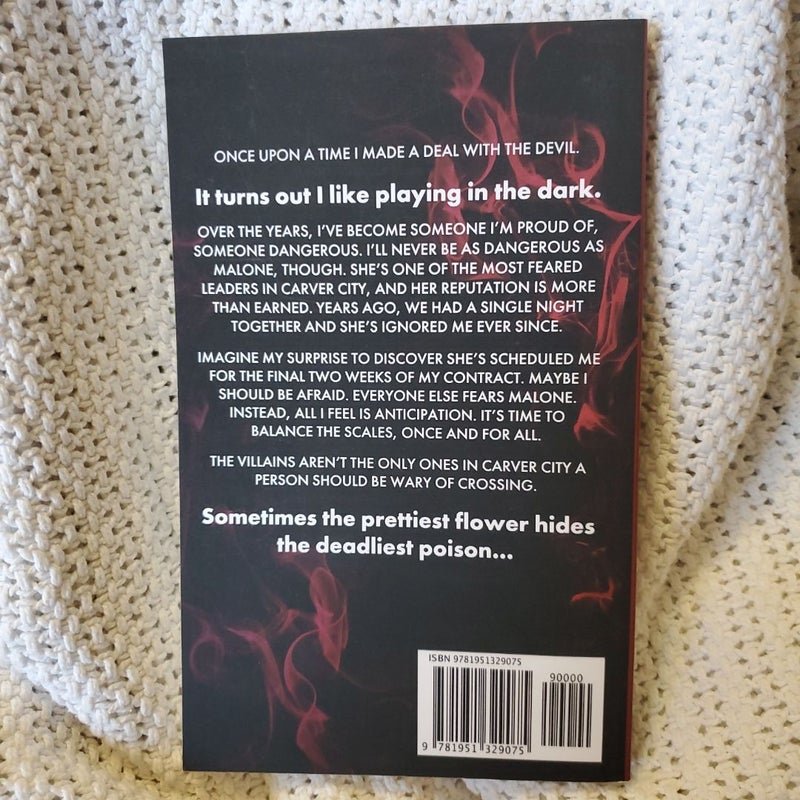 ONCE UPON A TIME I MADE A DEAL WITH THE DEVIL.
It turns out I like playing in the dark.
OVER THE YEARS, I'VE BECOME SOMEONE I'M PROUD OF,
SOMEONE DANGEROUS. I'LL NEVER BE AS DANGEROUS AS
MALONE, THOUGH. SHE'S ONE OF THE MOST FEARED
LEADERS IN CARVER CITY, AND HER REPUTATION IS MORE
THAN EARNED. YEARS AGO, WE HAD A SINGLE NIGHT
TOGETHER AND SHE'S IGNORED ME EVER SINCE.
IMAGINE MY SURPRISE TO DISCOVER SHE'S SCHEDULED ME
FOR THE FINAL TWO WEEKS OF MY CONTRACT. MAYBE I
SHOULD BE AFRAID. EVERYONE ELSE FEARS MALONE.
INSTEAD, ALL I FEEL IS ANTICIPATION. IT'S TIME TO
BALANCE THE SCALES, ONCE AND FOR ALL.
THE VILLAINS AREN'T THE ONLY ONES IN CARVER CITY A
PERSON SHOULD BE WARY OF CROSSING.
Sometimes the prettiest flower hides
the deadliest poison...
ISBN 9781951329075
90000
9 781951 329075